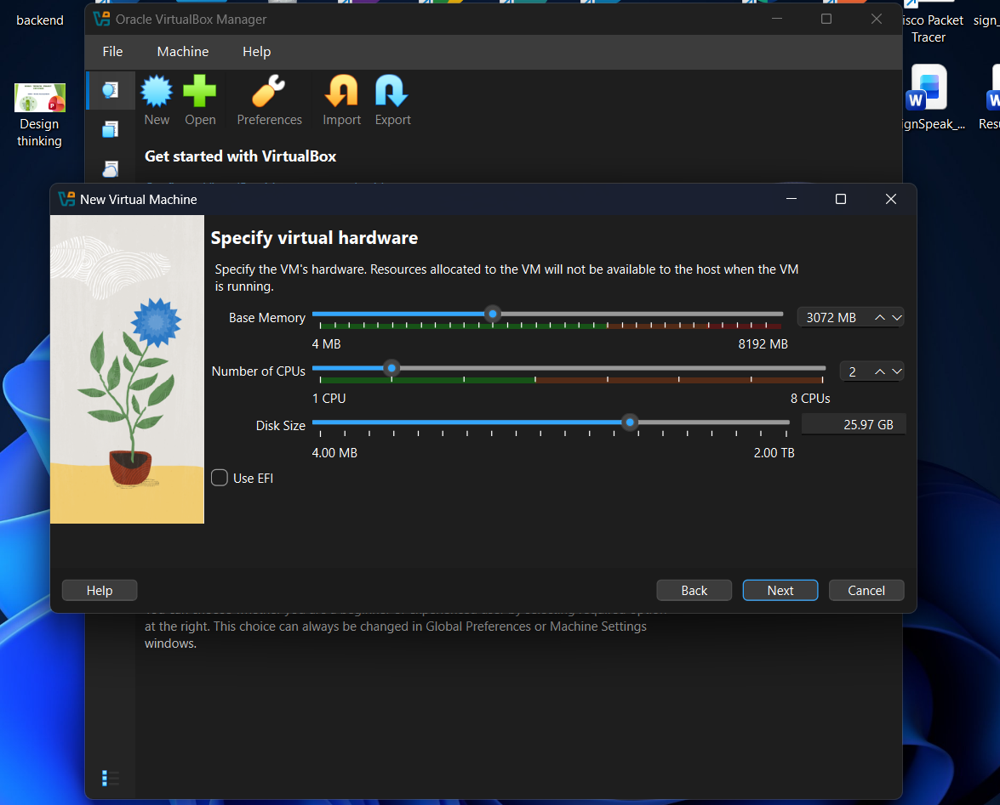 backend
Design
thinking
Oracle VirtualBox Manager
File Machine Help
New Open Preferences Import Export
Get started with VirtualBox
isco Packet
Tracer
sign_
ignSpeak_...
Resu
New Virtual Machine
Specify virtual hardware
Specify the VM's hardware. Resources allocated to the VM will not be available to the host when the VM
is running.
Base Memory 3072 MB
4 MB 8192 MB
Number of CPUs 2
1 CPU 8 CPUs
Disk Size 25.97 GB
4.00 MB 2.00 TB
Use EFI
Help Back Next Cancel
at the right. This choice can always be changed in Global Preferences or Machine Settings
windows.